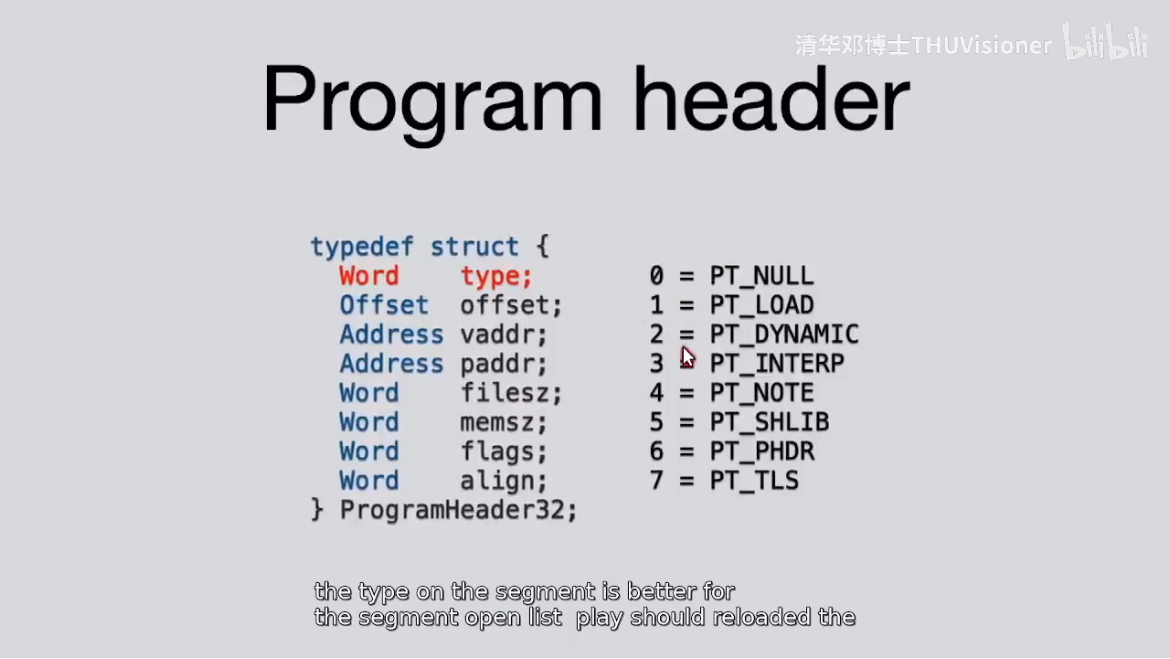 清华邓博士THUVisioner bilibili
Program header
typedef struct {
Word type; 0 = PT_NULL
Offset offset; 1 = PT_LOAD
Address vaddr; 2 = PT_DYNAMIC
Address paddr; 3 = PT_INTERP
Word filesz; 4 = PT_NOTE
Word memsz; 5 = PT_SHLIB
Word flags; 6 = PT_PHDR
Word align; 7 = PT_TLS
} ProgramHeader32;
the type on the segment is better for
the segment open list play should reloaded the